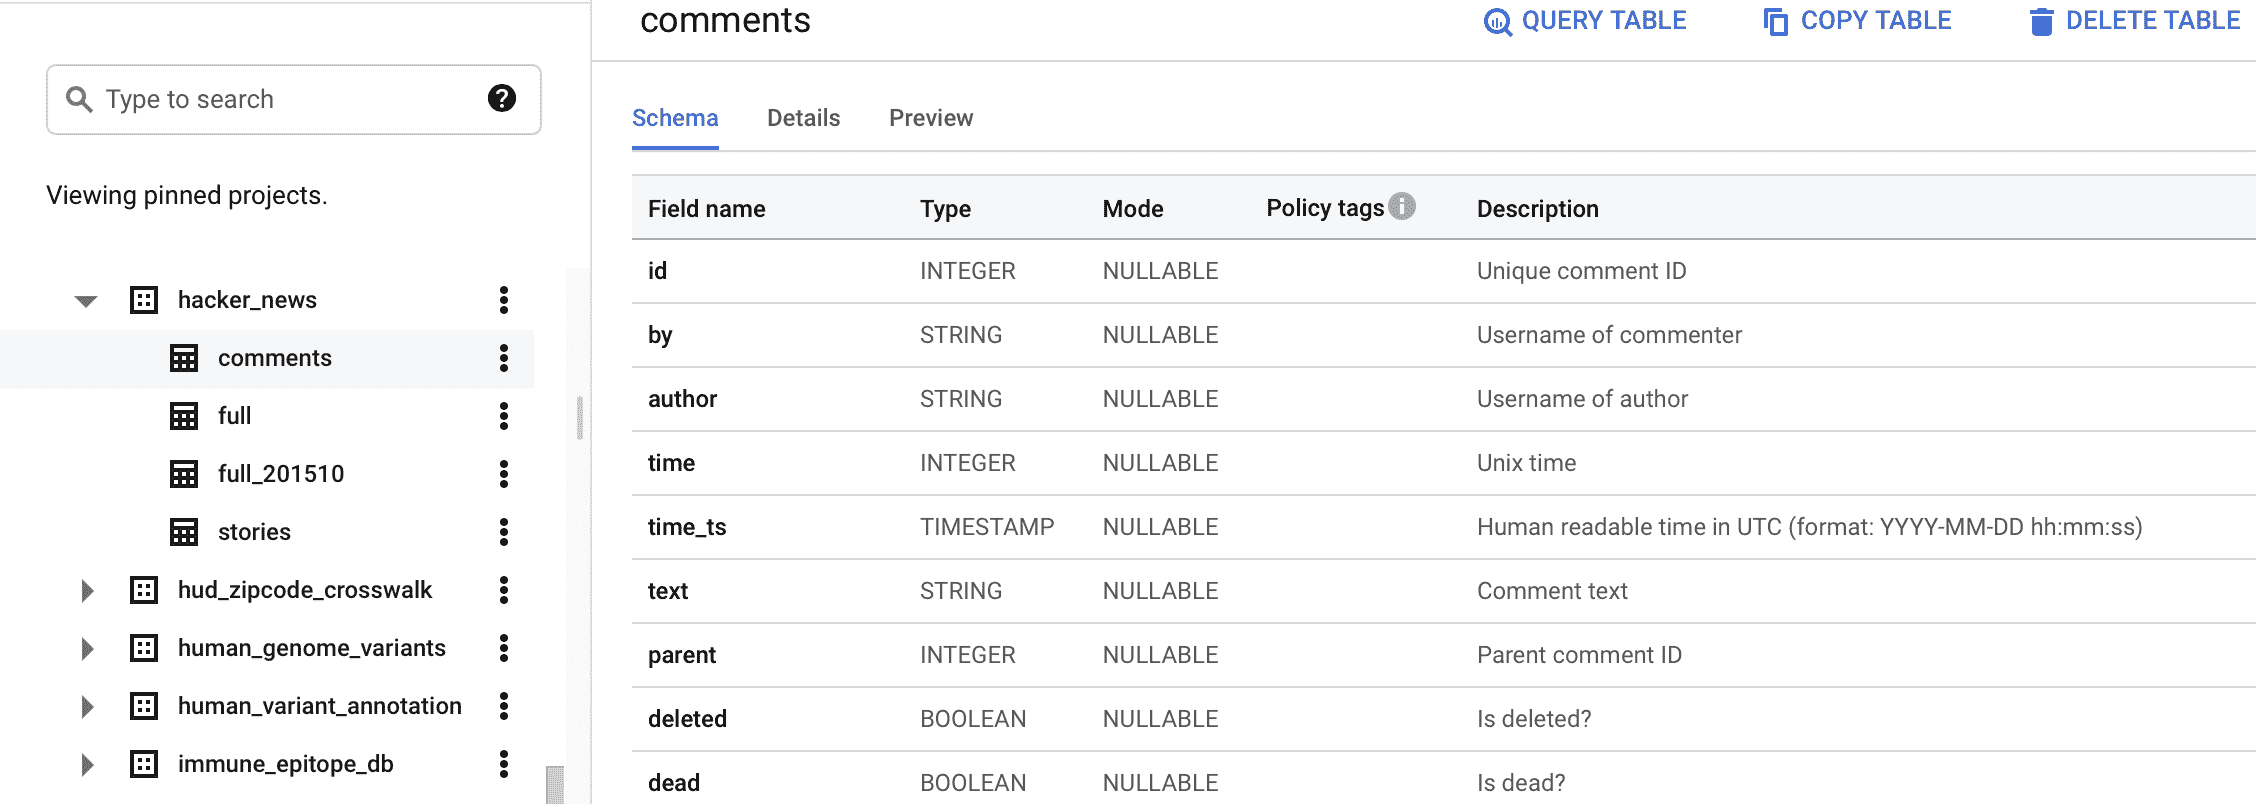 comments
QUERY TABLE
COPY TABLE
DELETE TABLE
Type to search
Viewing pinned projects.
hacker_news
comments
full
full_201510
stories
hud_zipcode_crosswalk
human_genome_variants
human_variant_annotation
immune_epitope_db
Schema Details Preview
Field name Type Mode Policy tags Description
id INTEGER NULLABLE Unique comment ID
by STRING NULLABLE Username of commenter
author STRING NULLABLE Username of author
time INTEGER NULLABLE Unix time
time_ts TIMESTAMP NULLABLE Human readable time in UTC (format: YYYY-MM-DD hh:mm:ss)
text STRING NULLABLE Comment text
parent INTEGER NULLABLE Parent comment ID
deleted BOOLEAN NULLABLE Is deleted?
dead BOOLEAN NULLABLE Is dead?